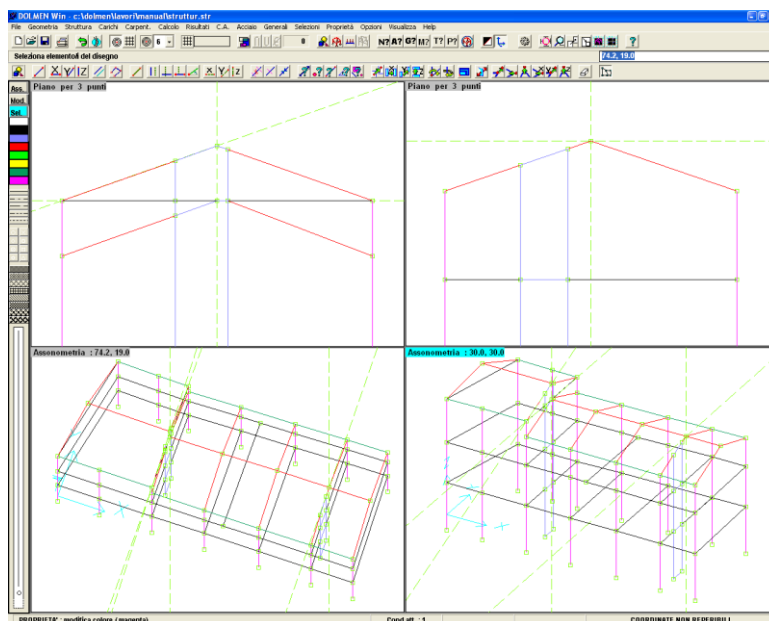 DOLMEN Win - c:\dolmen\lavori\manual\struttur.str
File Geometria Struttura Carichi Carpent. Calcolo Risultati C.A. Acciaio Generali Selezioni Proprietà Opzioni Visualizza Help
6 0 N? A? G? M? T? P? ?
Seleziona elemento/i del disegno 74.2, 19.0
X Y Z
Ass.
Mod.
Sel.
Piano per 3 punti
Piano per 3 punti
Assonometria : 74.2, 19.0
Assonometria : 30.0, 30.0
X
X
PROPRIETA' : modifica colore (magenta) Cond.att. : 1 COORDINATE NON REPERIBILI